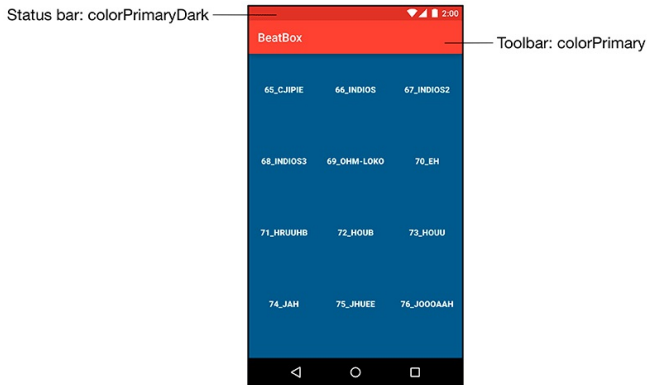 Status bar: colorPrimaryDark
2:00
BeatBox
Toolbar: colorPrimary
65_CJIPIE 66_INDIOS 67_INDIOS2
68_INDIOS3 69_OHM-LOKO 70_EH
71_HRUUHB 72_HOUB 73_HOUU
74_JAH 75_JHUEE 76_JOOOAAH